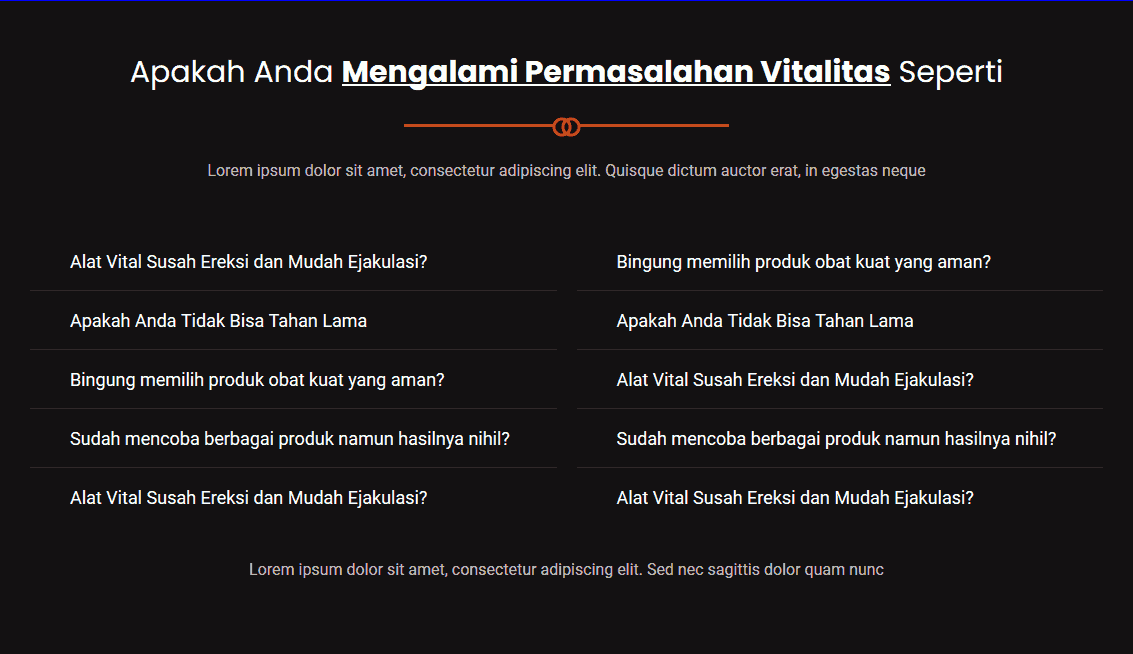 Apakah Anda Mengalami Permasalahan Vitalitas Seperti
Lorem ipsum dolor sit amet, consectetur adipiscing elit. Quisque dictum auctor erat, in egestas neque
Alat Vital Susah Ereksi dan Mudah Ejakulasi?
Apakah Anda Tidak Bisa Tahan Lama
Bingung memilih produk obat kuat yang aman?
Sudah mencoba berbagai produk namun hasilnya nihil?
Alat Vital Susah Ereksi dan Mudah Ejakulasi?
Bingung memilih produk obat kuat yang aman?
Apakah Anda Tidak Bisa Tahan Lama
Alat Vital Susah Ereksi dan Mudah Ejakulasi?
Sudah mencoba berbagai produk namun hasilnya nihil?
Alat Vital Susah Ereksi dan Mudah Ejakulasi?
Lorem ipsum dolor sit amet, consectetur adipiscing elit. Sed nec sagittis dolor quam nunc